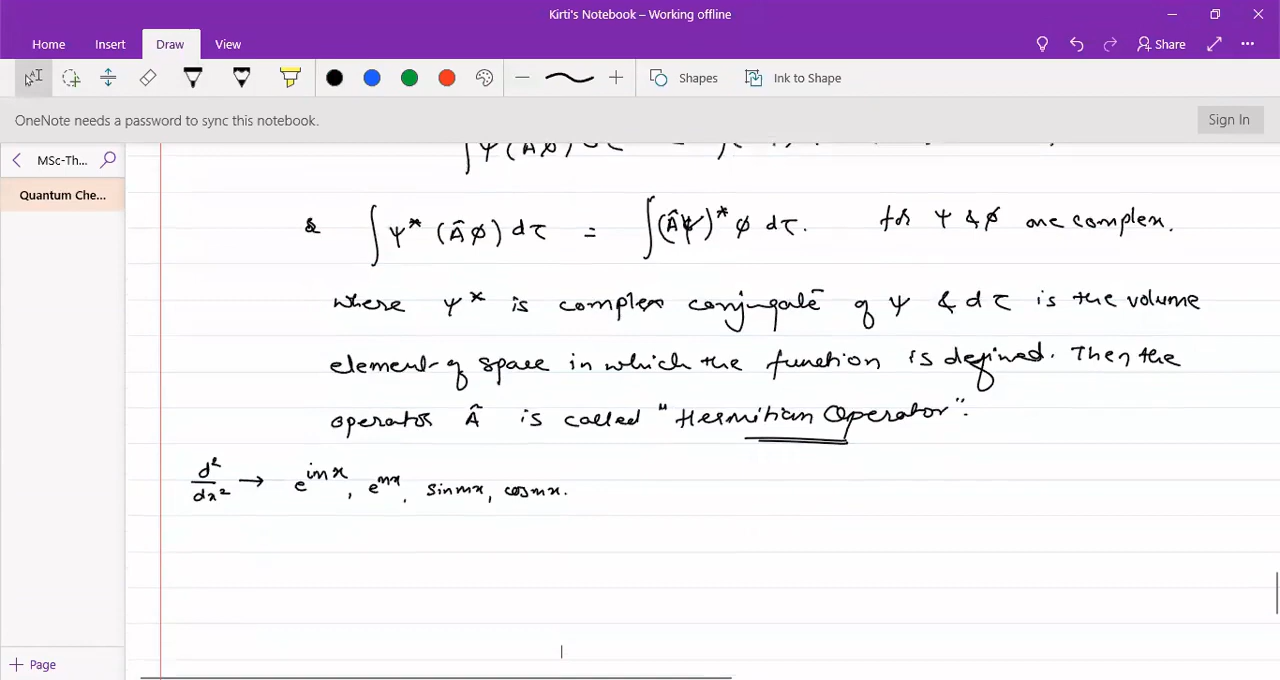 Kirti's Notebook – Working offline
Home Insert Draw View Share
Shapes Ink to Shape
OneNote needs a password to sync this notebook. Sign In
MSc-Th...
Quantum Che...
& ∫ψ* (Âφ) dτ = ∫(Âψ)* φ dτ. for ψ & φ are complex.
where ψ* is complex conjugate of ψ & dτ is the volume
element of space in which the function is defined. Then the
operator Â is called "Hermitian Operator".
d²/dx² → e^inx, e^mx, sinmx, cosmx.
+ Page